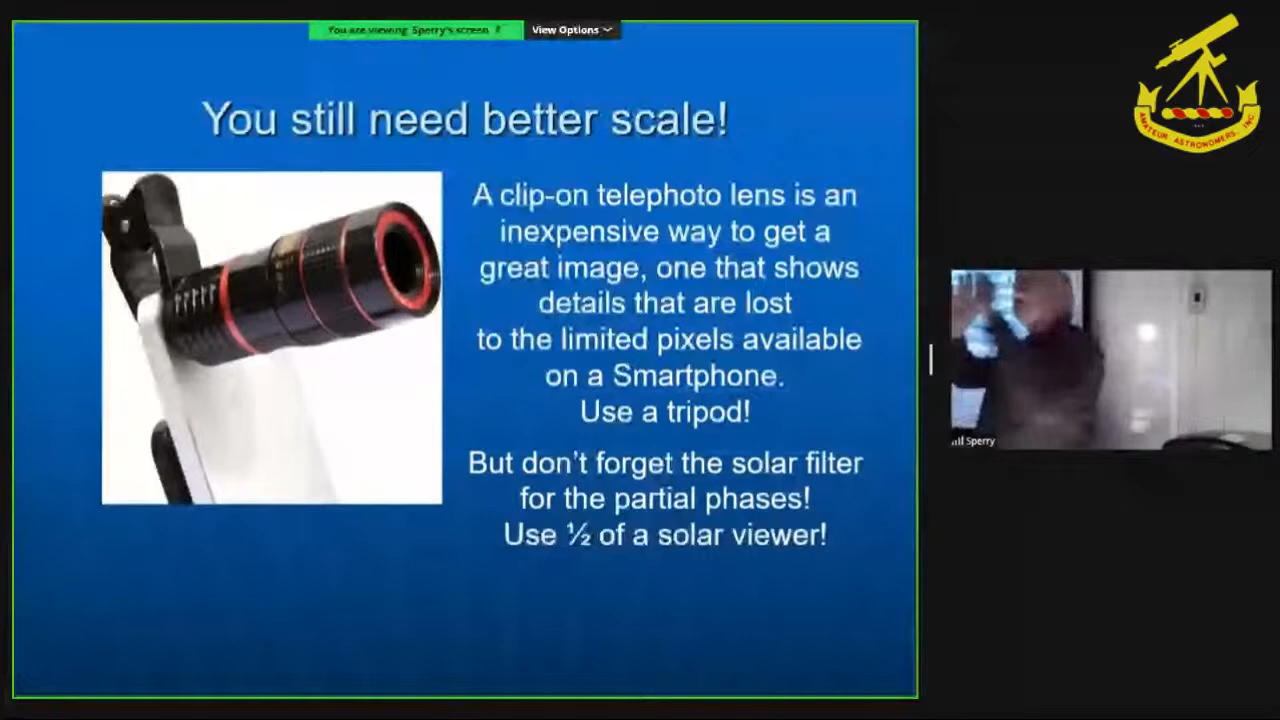 You are viewing Sperry's screen
View Options
You still need better scale!
A clip-on telephoto lens is an
inexpensive way to get a
great image, one that shows
details that are lost
to the limited pixels available
on a Smartphone.
Use a tripod!
But don't forget the solar filter
for the partial phases!
Use ½ of a solar viewer!
AMATEUR ASTRONOMERS, INC
Sperry